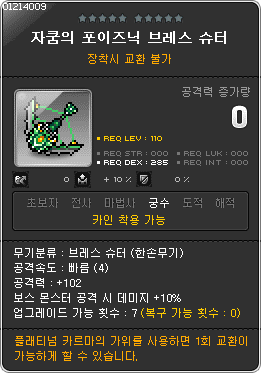 01214009
자쿰의 포이즈닉 브레스 슈터
장착시 교환 불가
공격력 증가량
0
REQ LEV : 110
REQ STR : 000 REQ LUK : 000
REQ DEX : 285 REQ INT : 000
0 + 10 % 0
초보자 전사 마법사 궁수 도적 해적
카인 착용 가능
무기분류 : 브레스 슈터 (한손무기)
공격속도 : 빠름 (4)
공격력 : +102
보스 몬스터 공격 시 데미지 +10%
업그레이드 가능 횟수 : 7 (복구 가능 횟수 : 0)
플래티넘 카르마의 가위를 사용하면 1회 교환이
가능하게 할 수 있습니다.